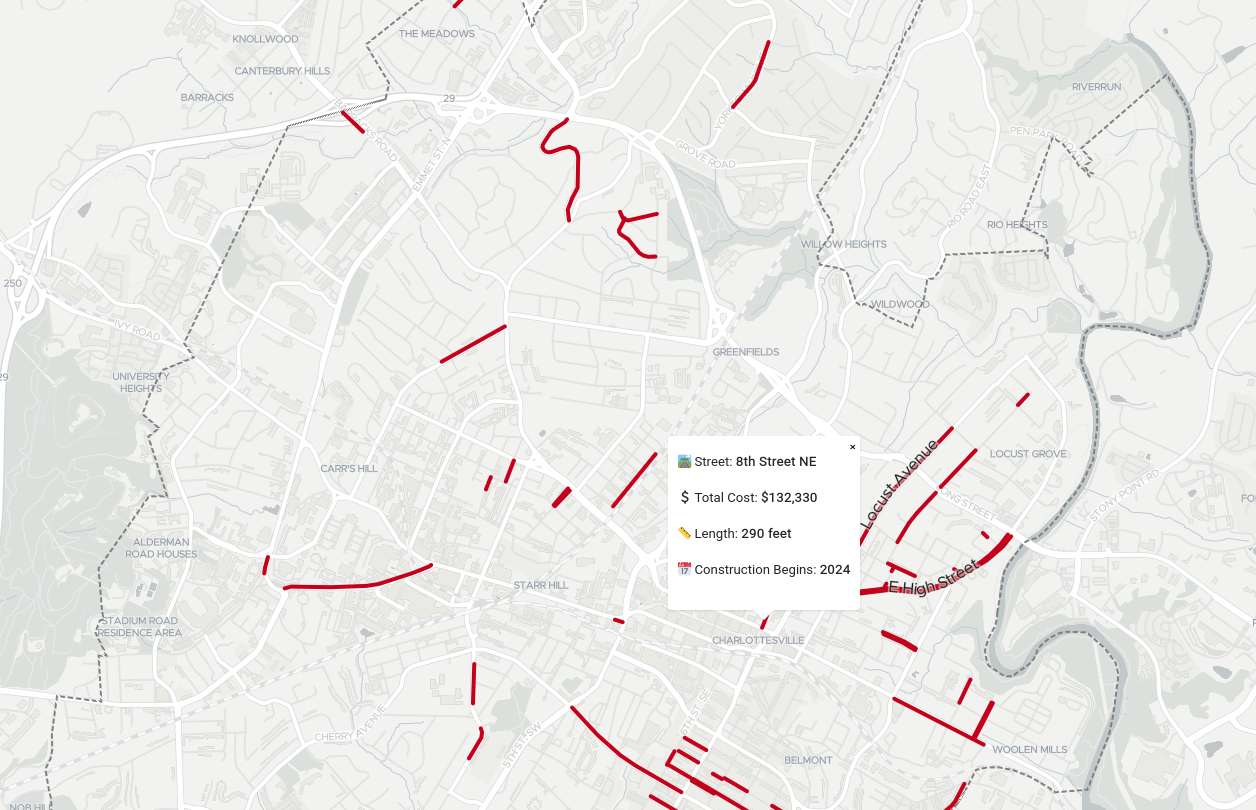 THE MEADOWS
KNOLLWOOD
CANTERBURY HILLS
BARRACKS
29
RIVERRUN
PEN PARK
EMMET ST. N
GROVE ROAD
RIO ROAD EAST
RIO HEIGHTS
WILLOW HEIGHTS
250
WILDWOOD
IVY ROAD
GREENFIELDS
29
UNIVERSITY
HEIGHTS
×
Street: 8th Street NE
Total Cost: $132,330
Length: 290 feet
Construction Begins: 2024
Locust Avenue
LOCUST GROVE
CARR'S HILL
LONG STREET
STONY POINT RD
ALDERMAN
ROAD HOUSES
E High Street
STARR HILL
STADIUM ROAD
RESIDENCE AREA
CHARLOTTESVILLE
CHERRY AVENUE
5TH ST. SW
WOOLEN MILLS
BELMONT